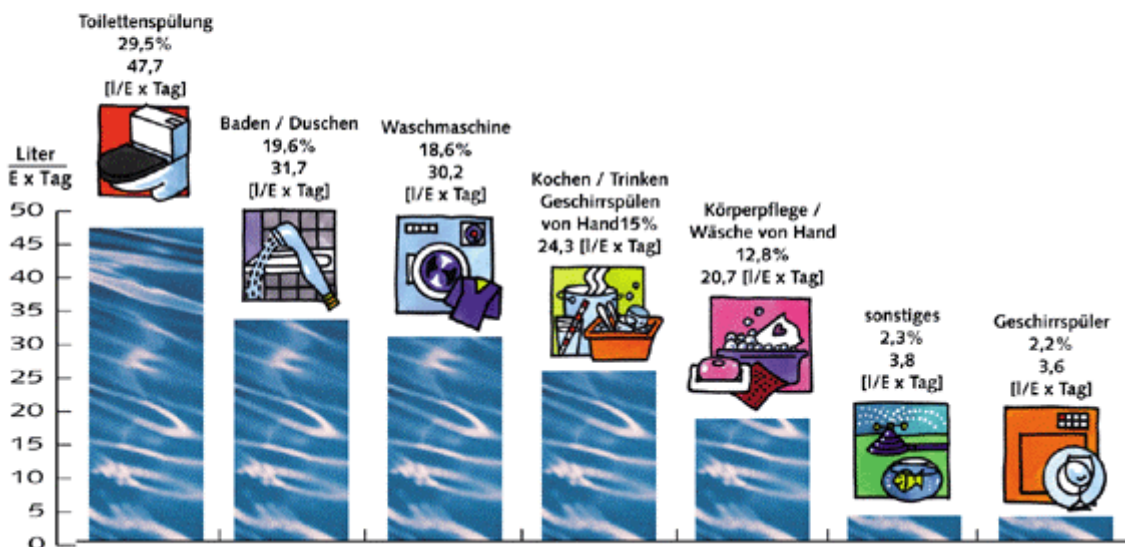 Toilettenspülung
29,5%
47,7
[l/E x Tag]
Baden / Duschen
19,6%
31,7
[l/E x Tag]
Waschmaschine
18,6%
30,2
[l/E x Tag]
Kochen / Trinken
Geschirrspülen
von Hand15%
24,3 [l/E x Tag]
Körperpflege /
Wäsche von Hand
12,8%
20,7 [l/E x Tag]
sonstiges
2,3%
3,8
[l/E x Tag]
Geschirrspüler
2,2%
3,6
[l/E x Tag]
Liter
E x Tag
50
45
40
35
30
25
20
15
10
5
0